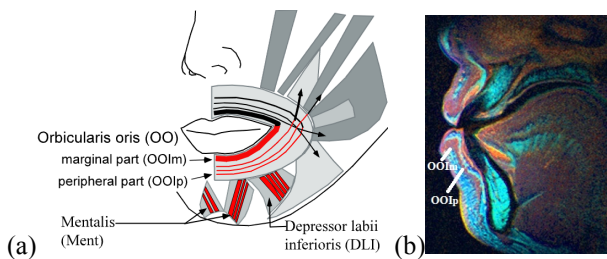 Orbicularis oris (OO)
marginal part (OOIm)
peripheral part (OOIp)
Mentalis
(Ment)
Depressor labii
inferioris (DLI)
(a)
OOIm
OOIp
(b)